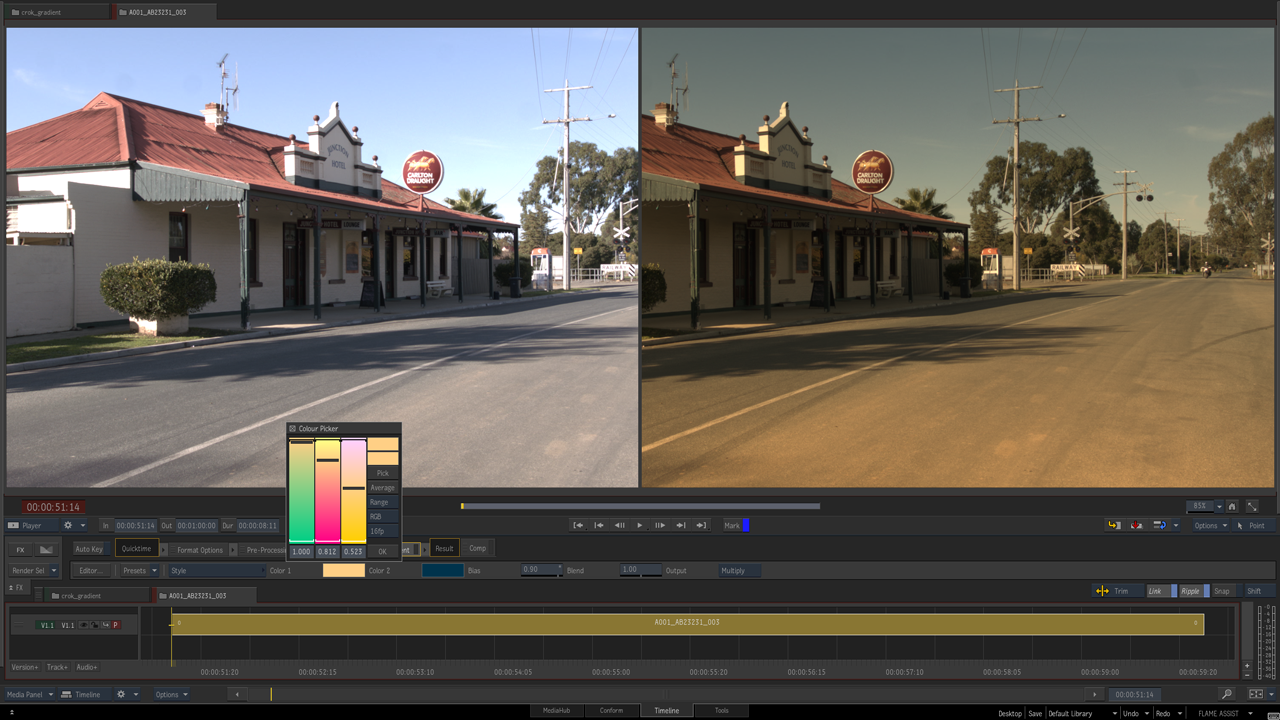 crok_gradient
A001_AB23231_003
JUNCTION
HOTEL
CARLTON
DRAUGHT
HOTEL
CARLTON
DRAUGHT
RAILWAY
Colour Picker
Pick
Average
Range
RGB
16fp
1.000 0.812 0.523 OK
00:00:51:14
85%
Player
In 00:00:51:14 Out 00:01:00:00 Dur 00:00:08:11
Mark
Options
Point
FX
Auto Key
Quicktime
Format Options
Pre-Process
Result
Comp
Render Sel
Editor...
Presets
Style
Color 1
Color 2
Bias
0.90
Blend
1.00
Output
Multiply
FX
crok_gradient
A001_AB23231_003
Trim
Link
Ripple
Snap
Shift
V1.1
V1.1
P
0
A001_AB23231_003
0
Version+
Track+
Audio+
00:00:51:20
00:00:52:15
00:00:53:10
00:00:54:05
00:00:55:00
00:00:55:20
00:00:56:15
00:00:57:10
00:00:58:05
00:00:59:00
00:00:59:20
Media Panel
Timeline
Options
00:00:51:14
MediaHub
Conform
Timeline
Tools
Desktop
Save
Default Library
Undo
Redo
FLAME ASSIST